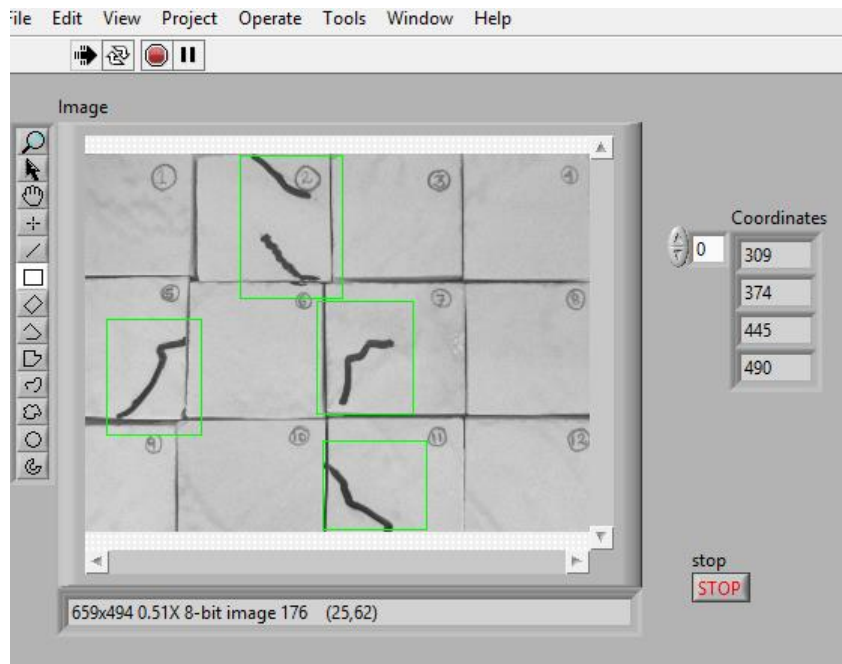 File Edit View Project Operate Tools Window Help
Image
1 2 3 4
5 6 7 8
9 10 11 12
Coordinates
0
309
374
445
490
stop
STOP
659x494 0.51X 8-bit image 176 (25,62)